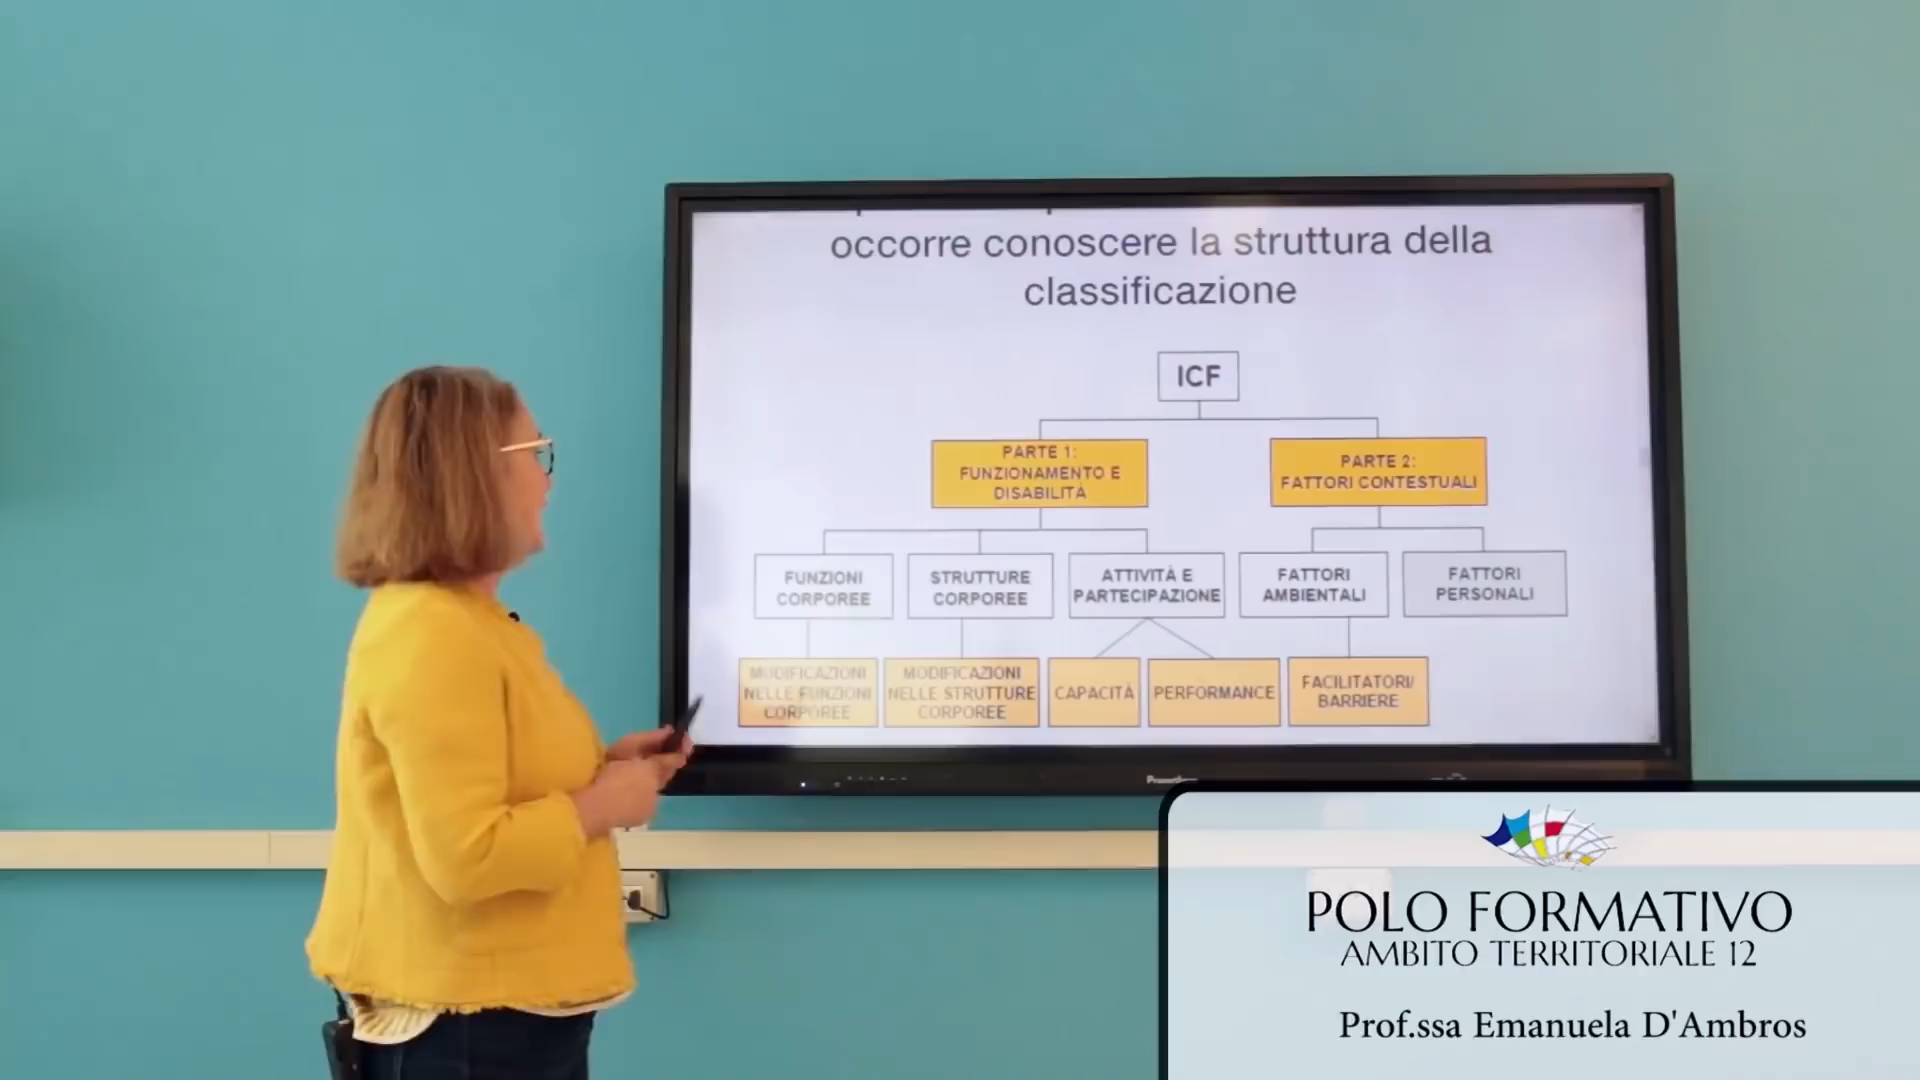 occorre conoscere la struttura della
classificazione
ICF
PARTE 1:
FUNZIONAMENTO E
DISABILITÀ
PARTE 2:
FATTORI CONTESTUALI
FUNZIONI
CORPOREE
STRUTTURE
CORPOREE
ATTIVITÀ E
PARTECIPAZIONE
FATTORI
AMBIENTALI
FATTORI
PERSONALI
MODIFICAZIONI
NELLE FUNZIONI
CORPOREE
MODIFICAZIONI
NELLE STRUTTURE
CORPOREE
CAPACITÀ
PERFORMANCE
FACILITATORI/
BARRIERE
POLO FORMATIVO
AMBITO TERRITORIALE 12
Prof.ssa Emanuela D'Ambros